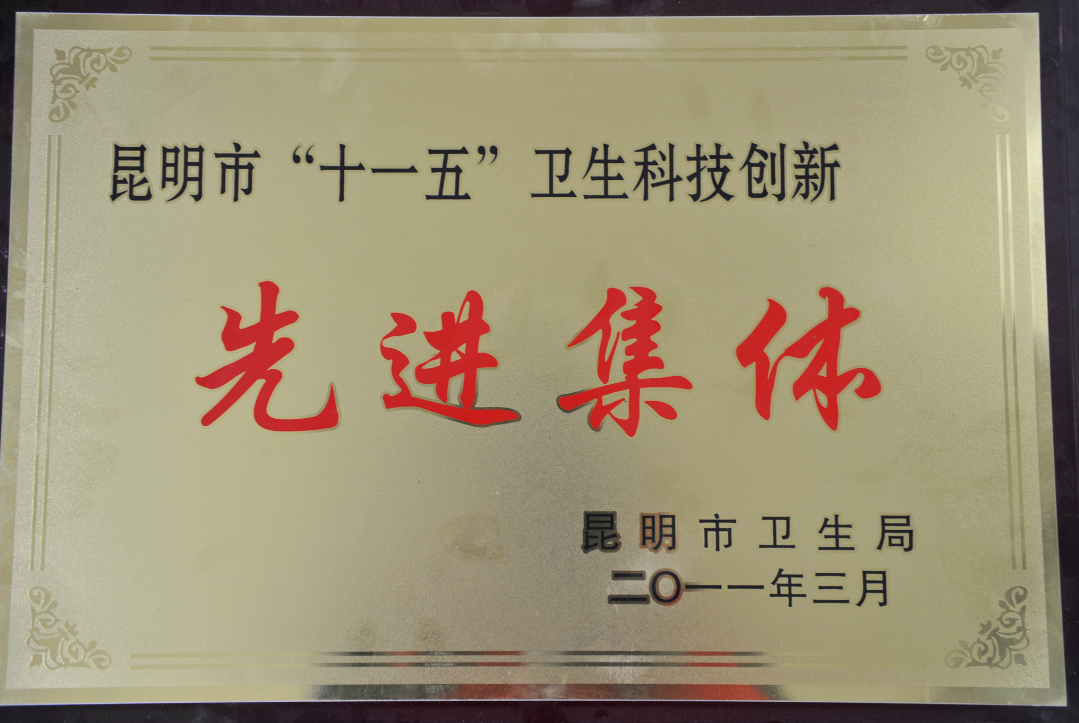 昆明市“十一五”卫生科技创新
先进集体
昆明市卫生局
二〇一一年三月